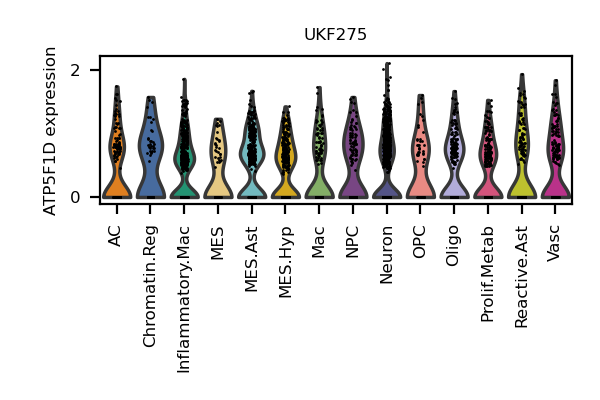 UKF275
ATP5F1D expression
2
0
AC
Chromatin.Reg
Inflammatory.Mac
MES
MES.Ast
MES.Hyp
Mac
NPC
Neuron
OPC
Oligo
Prolif.Metab
Reactive.Ast
Vasc